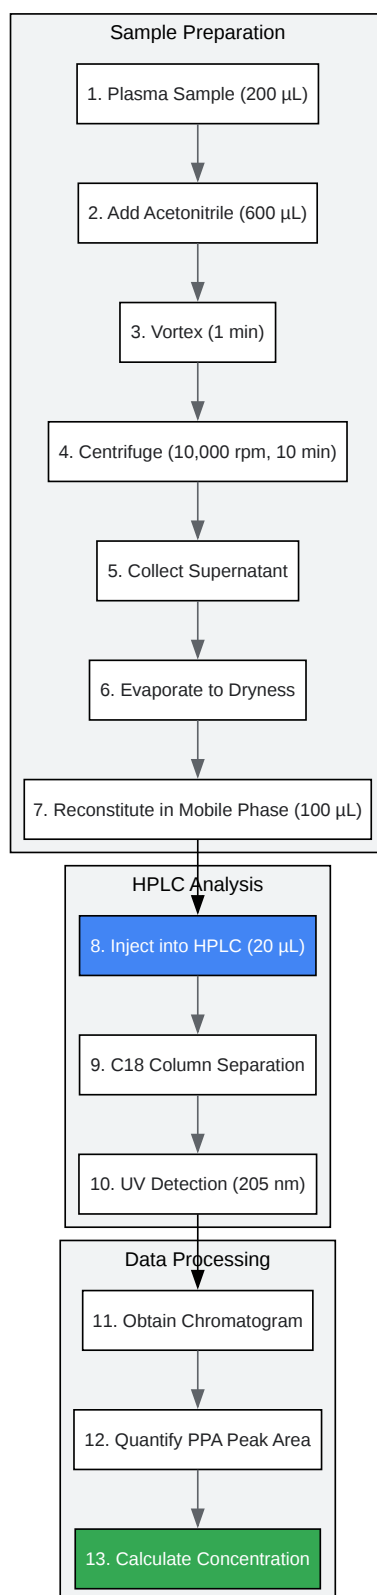 Sample Preparation
1. Plasma Sample (200 µL)
2. Add Acetonitrile (600 µL)
3. Vortex (1 min)
4. Centrifuge (10,000 rpm, 10 min)
5. Collect Supernatant
6. Evaporate to Dryness
7. Reconstitute in Mobile Phase (100 µL)
HPLC Analysis
8. Inject into HPLC (20 µL)
9. C18 Column Separation
10. UV Detection (205 nm)
Data Processing
11. Obtain Chromatogram
12. Quantify PPA Peak Area
13. Calculate Concentration